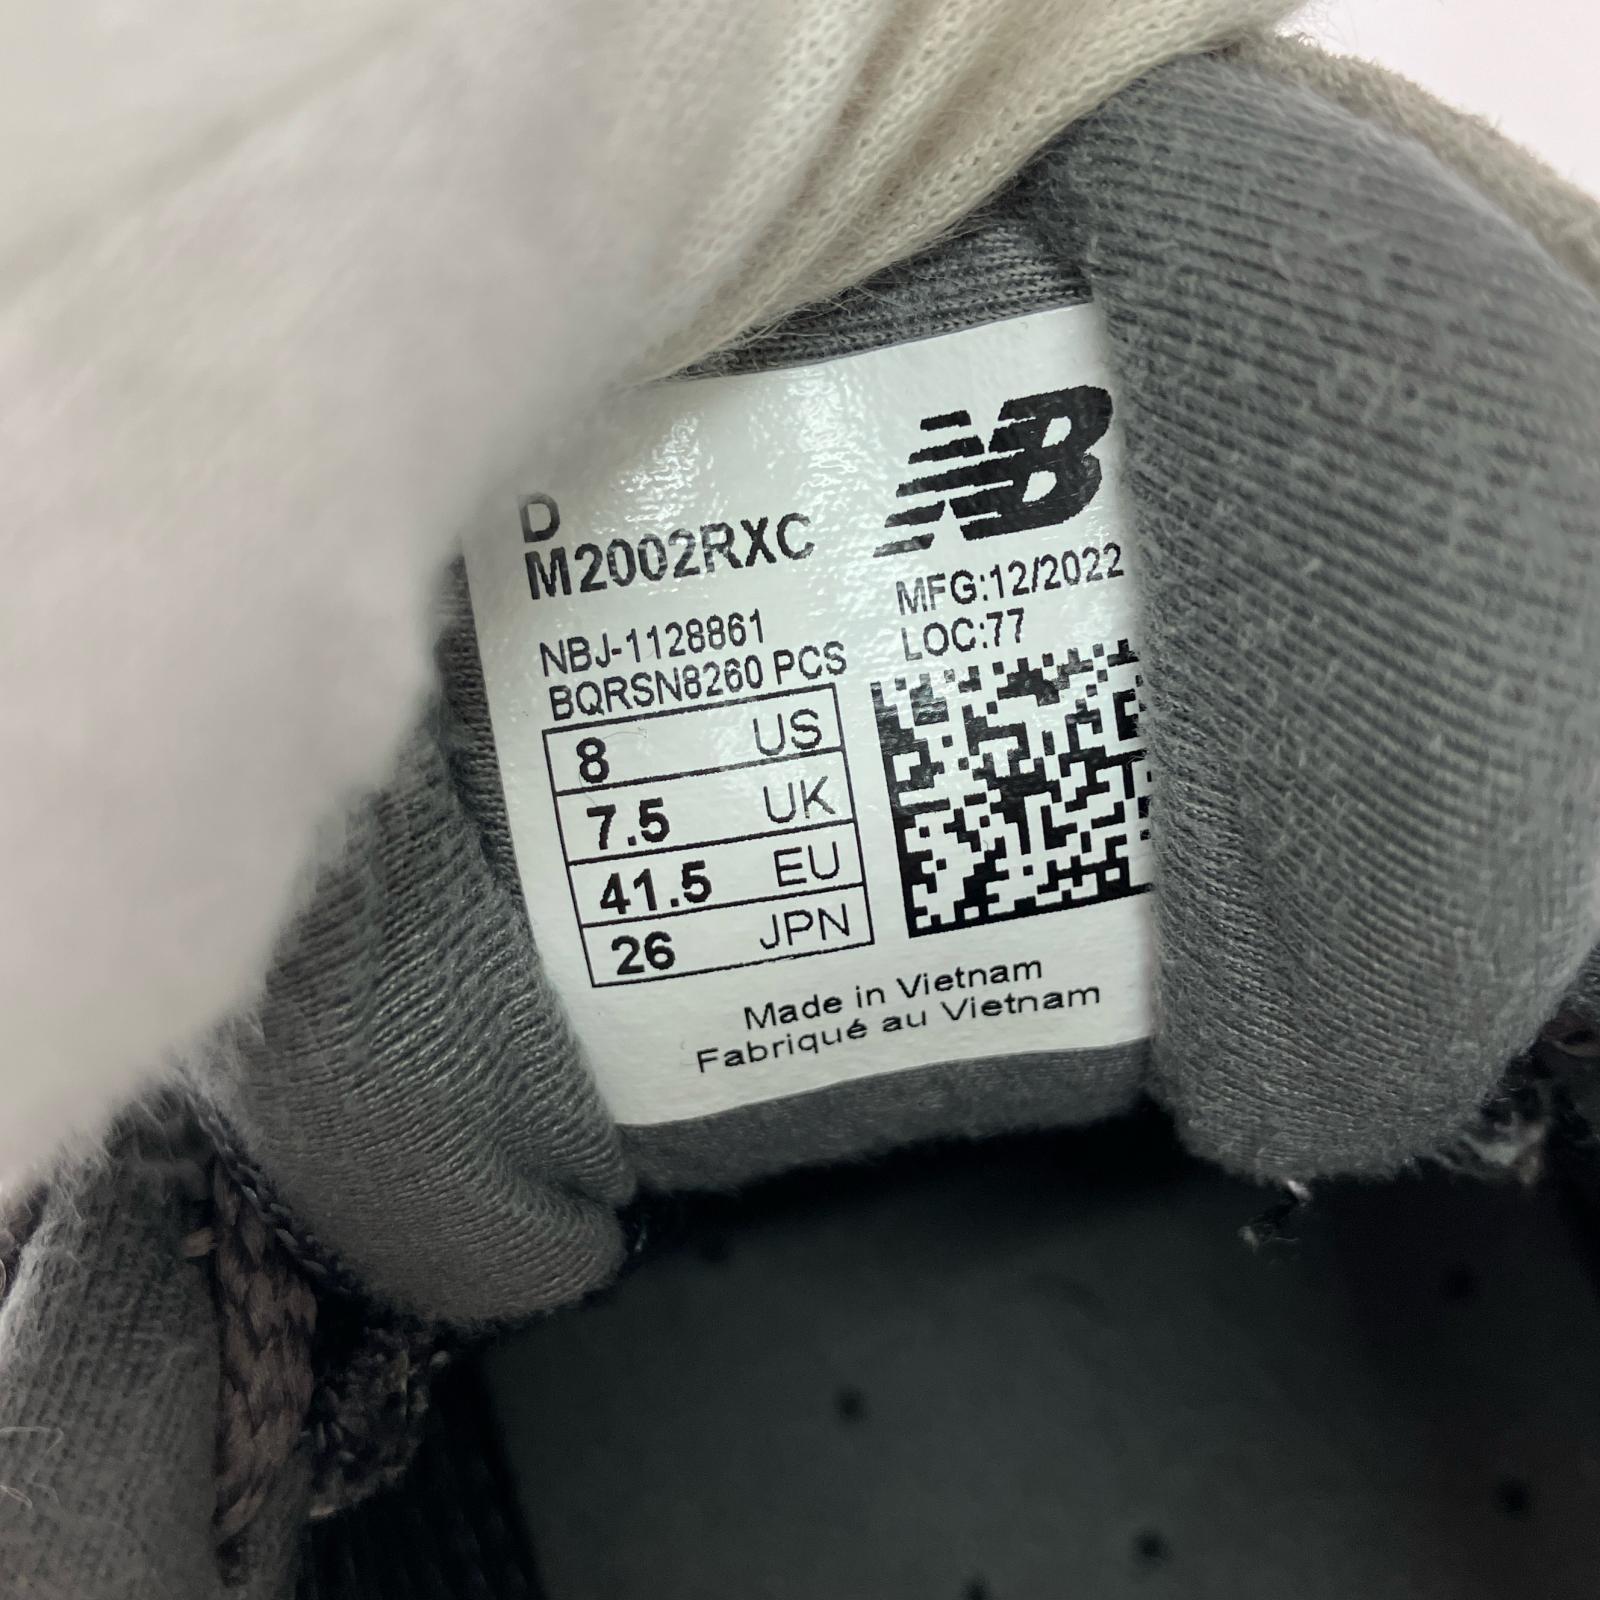 NB
D
M2002RXC
MFG:12/2022
LOC:77
NBJ-1128861
BQRSN8260 PCS
8 US
7.5 UK
41.5 EU
26 JPN
Made in Vietnam
Fabriqué au Vietnam